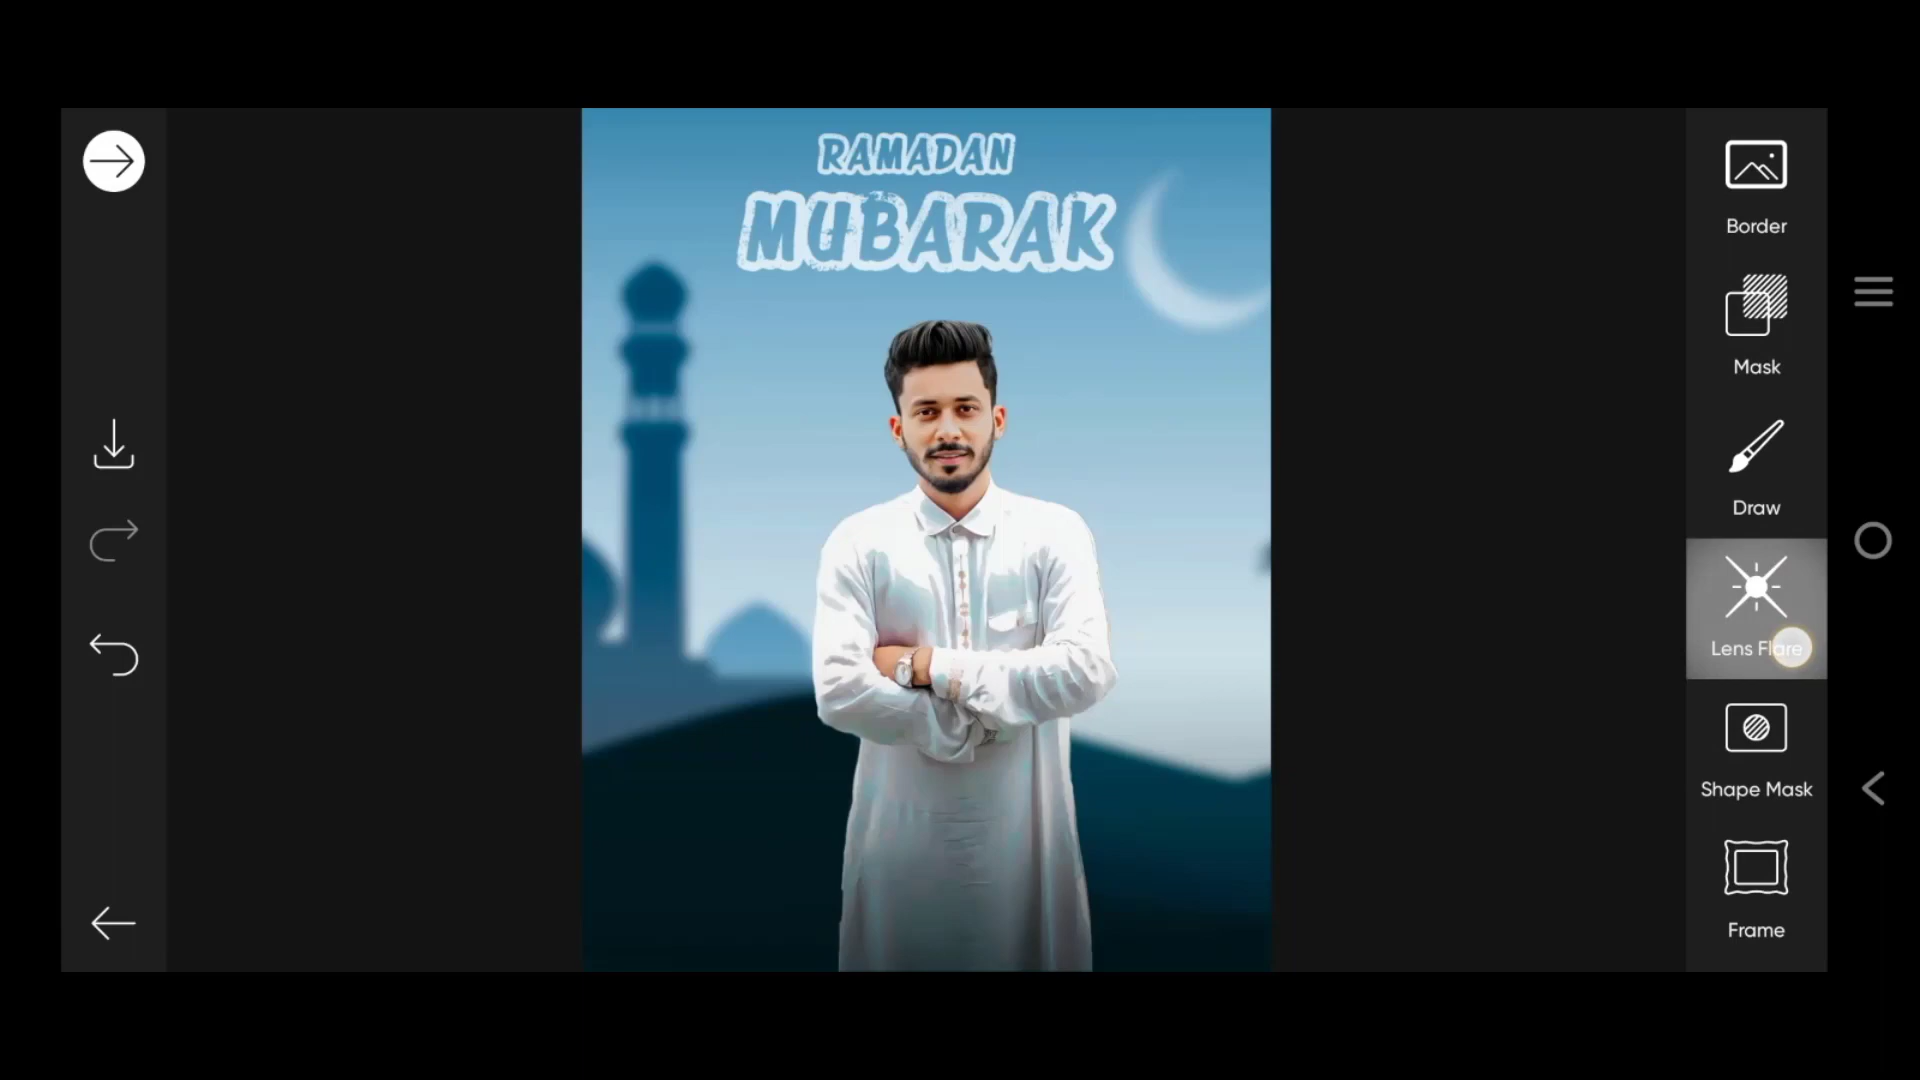 RAMADAN
MUBARAK
Border
Mask
Draw
Lens Flare
Shape Mask
Frame